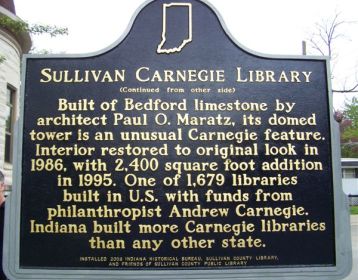 SULLIVAN CARNEGIE LIBRARY
(Continued from other side)
Built of Bedford limestone by
architect Paul O. Maratz, its domed
tower is an unusual Carnegie feature.
Interior restored to original look in
1986, with 2,400 square foot addition
in 1995. One of 1,679 libraries
built in U.S. with funds from
philanthropist Andrew Carnegie.
Indiana built more Carnegie libraries
than any other state.
INSTALLED 2009 INDIANA HISTORICAL BUREAU, SULLIVAN COUNTY,
AND FRIENDS OF SULLIVAN COUNTY PUBLIC LIBRARY